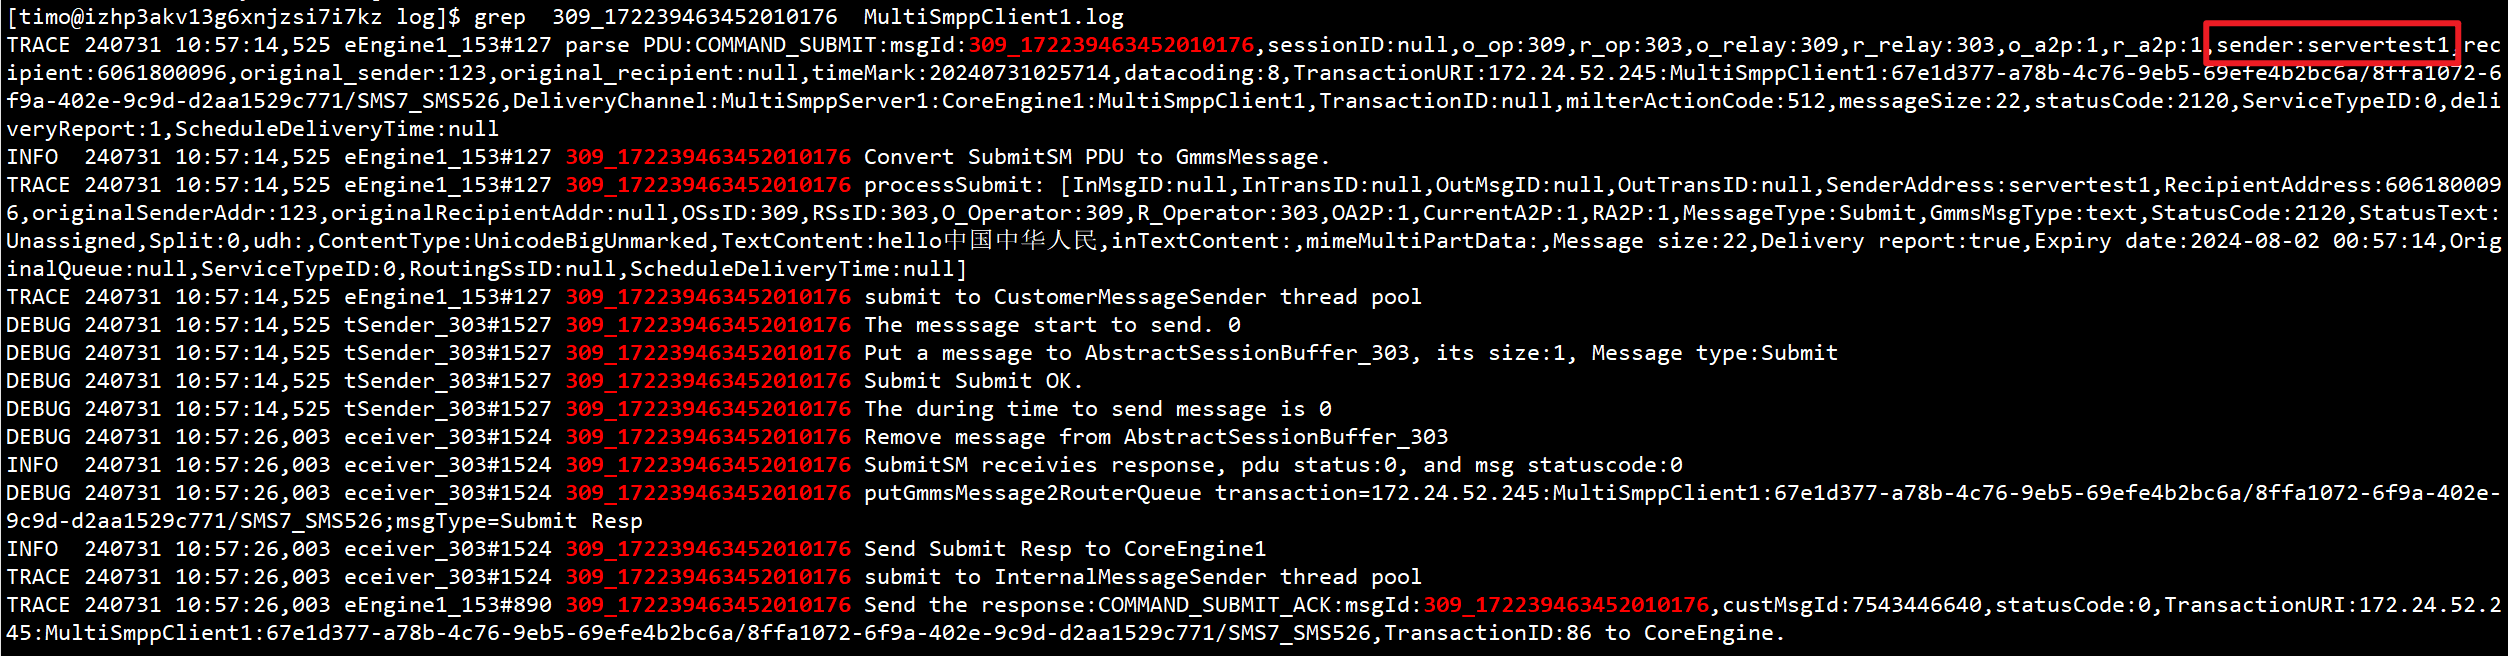 [timo@izhp3akv13g6xnjzsi7i7kz log]$ grep  309_172239463452010176  MultiSmppClient1.log
TRACE 240731 10:57:14,525 eEngine1_153#127 parse PDU:COMMAND_SUBMIT:msgId:309_172239463452010176,sessionID:null,o_op:309,r_op:303,o_relay:309,r_relay:303,o_a2p:1,r_a2p:1,sender:servertest1,rec
ipient:6061800096,original_sender:123,original_recipient:null,timeMark:20240731025714,datacoding:8,TransactionURI:172.24.52.245:MultiSmppClient1:67e1d377-a78b-4c76-9eb5-69efe4b2bc6a/8ffa1072-6
f9a-402e-9c9d-d2aa1529c771/SMS7_SMS526,DeliveryChannel:MultiSmppServer1:CoreEngine1:MultiSmppClient1,TransactionID:null,milterActionCode:512,messageSize:22,statusCode:2120,ServiceTypeID:0,deli
veryReport:1,ScheduleDeliveryTime:null
INFO  240731 10:57:14,525 eEngine1_153#127 309_172239463452010176 Convert SubmitSM PDU to GmmsMessage.
TRACE 240731 10:57:14,525 eEngine1_153#127 309_172239463452010176 processSubmit: [InMsgID:null,InTransID:null,OutMsgID:null,OutTransID:null,SenderAddress:servertest1,RecipientAddress:606180009
6,originalSenderAddr:123,originalRecipientAddr:null,OSsID:309,RSsID:303,O_Operator:309,R_Operator:303,OA2P:1,CurrentA2P:1,RA2P:1,MessageType:Submit,GmmsMsgType:text,StatusCode:2120,StatusText:
Unassigned,Split:0,udh:,ContentType:UnicodeBigUnmarked,TextContent:hello中国中华人民,inTextContent:,mimeMultiPartData:,Message size:22,Delivery report:true,Expiry date:2024-08-02 00:57:14,Orig
inalQueue:null,ServiceTypeID:0,RoutingSsID:null,ScheduleDeliveryTime:null]
TRACE 240731 10:57:14,525 eEngine1_153#127 309_172239463452010176 submit to CustomerMessageSender thread pool
DEBUG 240731 10:57:14,525 tSender_303#1527 309_172239463452010176 The messsage start to send. 0
DEBUG 240731 10:57:14,525 tSender_303#1527 309_172239463452010176 Put a message to AbstractSessionBuffer_303, its size:1, Message type:Submit
DEBUG 240731 10:57:14,525 tSender_303#1527 309_172239463452010176 Submit Submit OK.
DEBUG 240731 10:57:14,525 tSender_303#1527 309_172239463452010176 The during time to send message is 0
DEBUG 240731 10:57:26,003 eceiver_303#1524 309_172239463452010176 Remove message from AbstractSessionBuffer_303
INFO  240731 10:57:26,003 eceiver_303#1524 309_172239463452010176 SubmitSM receivies response, pdu status:0, and msg statuscode:0
DEBUG 240731 10:57:26,003 eceiver_303#1524 309_172239463452010176 putGmmsMessage2RouterQueue transaction=172.24.52.245:MultiSmppClient1:67e1d377-a78b-4c76-9eb5-69efe4b2bc6a/8ffa1072-6f9a-402e-
9c9d-d2aa1529c771/SMS7_SMS526;msgType=Submit Resp
INFO  240731 10:57:26,003 eceiver_303#1524 309_172239463452010176 Send Submit Resp to CoreEngine1
TRACE 240731 10:57:26,003 eceiver_303#1524 309_172239463452010176 submit to InternalMessageSender thread pool
TRACE 240731 10:57:26,003 eEngine1_153#890 309_172239463452010176 Send the response:COMMAND_SUBMIT_ACK:msgId:309_172239463452010176,custMsgId:7543446640,statusCode:0,TransactionURI:172.24.52.2
45:MultiSmppClient1:67e1d377-a78b-4c76-9eb5-69efe4b2bc6a/8ffa1072-6f9a-402e-9c9d-d2aa1529c771/SMS7_SMS526,TransactionID:86 to CoreEngine.